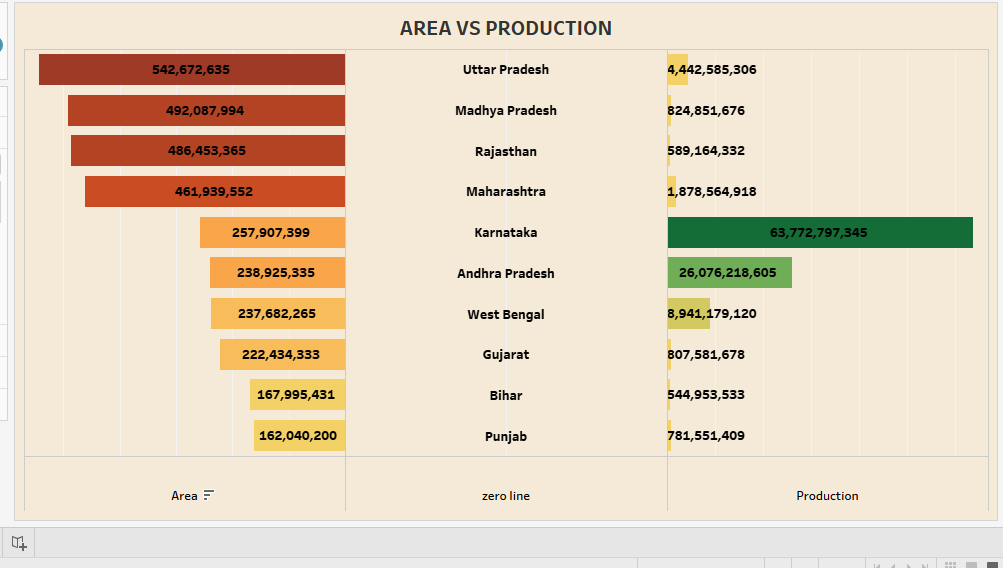 AREA VS PRODUCTION
542,672,635 Uttar Pradesh 4,442,585,306
492,087,994 Madhya Pradesh 824,851,676
486,453,365 Rajasthan 589,164,332
461,939,552 Maharashtra 1,878,564,918
257,907,399 Karnataka 63,772,797,345
238,925,335 Andhra Pradesh 26,076,218,605
237,682,265 West Bengal 8,941,179,120
222,434,333 Gujarat 807,581,678
167,995,431 Bihar 544,953,533
162,040,200 Punjab 781,551,409
Area zero line Production